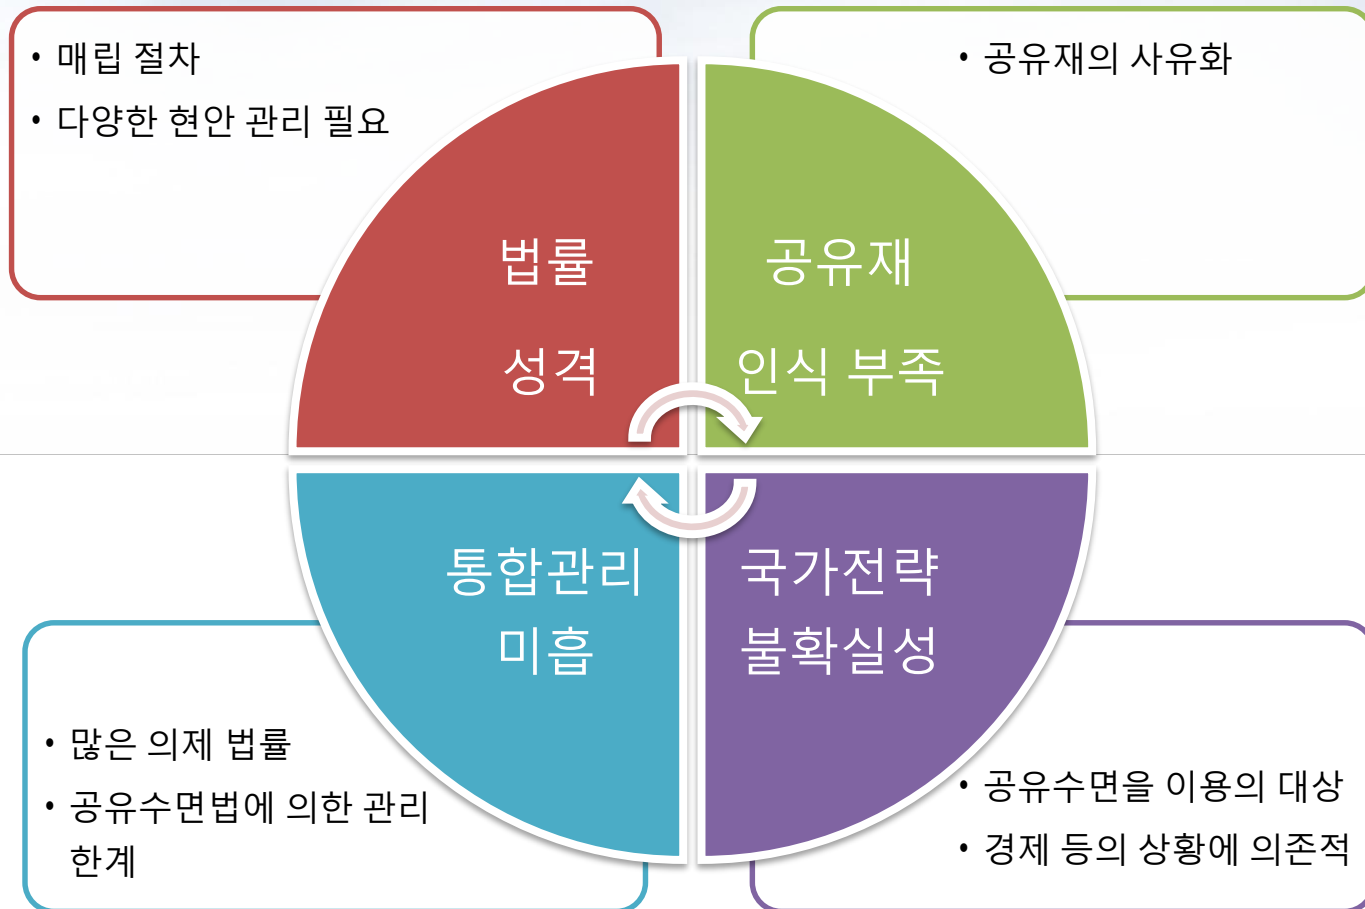 • 매립 절차
• 다양한 현안 관리 필요
• 공유재의 사유화
법률
성격
공유재
인식 부족
통합관리
미흡
국가전략
불확실성
• 많은 의제 법률
• 공유수면법에 의한 관리
한계
• 공유수면을 이용의 대상
• 경제 등의 상황에 의존적